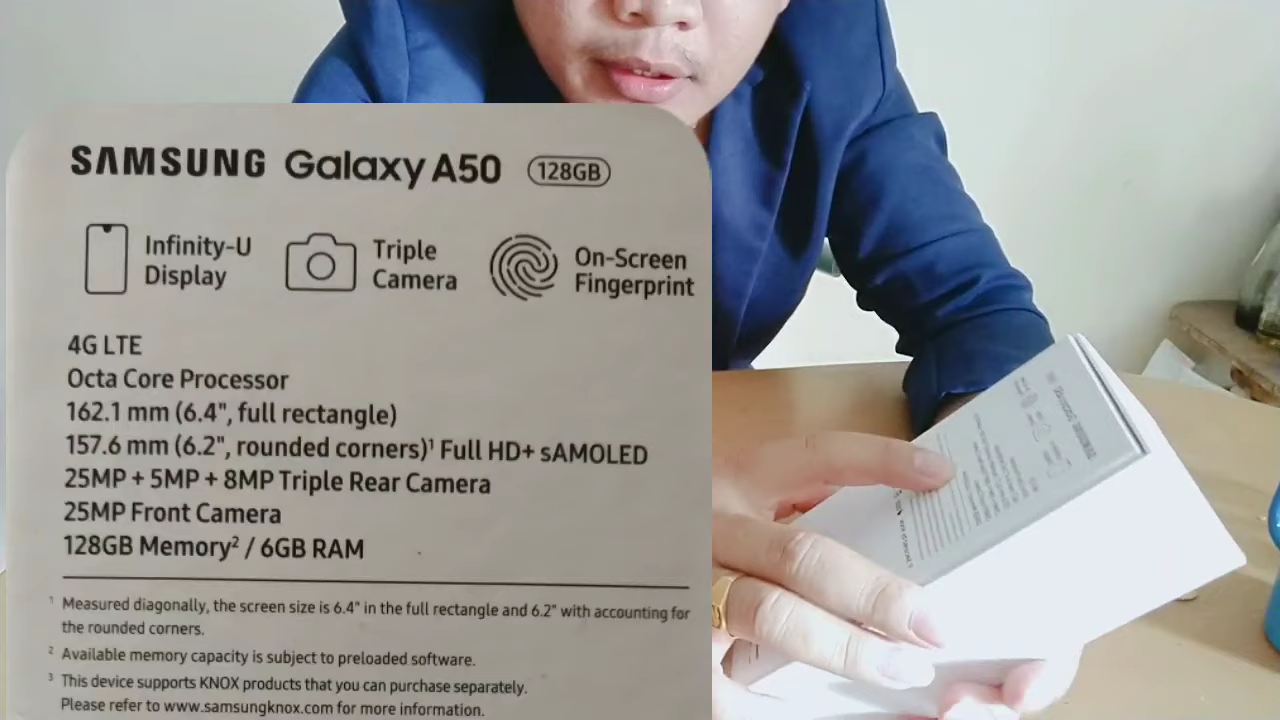 SAMSUNG Galaxy A50 128GB
Infinity-U
Display
Triple
Camera
On-Screen
Fingerprint
4G LTE
Octa Core Processor
162.1 mm (6.4", full rectangle)
157.6 mm (6.2", rounded corners)¹ Full HD+ sAMOLED
25MP + 5MP + 8MP Triple Rear Camera
25MP Front Camera
128GB Memory² / 6GB RAM
¹ Measured diagonally, the screen size is 6.4" in the full rectangle and 6.2" with accounting for
the rounded corners.
² Available memory capacity is subject to preloaded software.
³ This device supports KNOX products that you can purchase separately.
Please refer to www.samsungknox.com for more information.